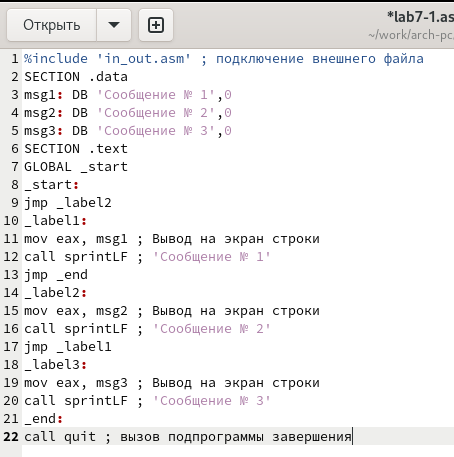 Открыть
*lab7-1.as
~/work/arch-pc
1 %include 'in_out.asm' ; подключение внешнего файла
2 SECTION .data
3 msg1: DB 'Сообщение № 1',0
4 msg2: DB 'Сообщение № 2',0
5 msg3: DB 'Сообщение № 3',0
6 SECTION .text
7 GLOBAL _start
8 _start:
9 jmp _label2
10 _label1:
11 mov eax, msg1 ; Вывод на экран строки
12 call sprintLF ; 'Сообщение № 1'
13 jmp _end
14 _label2:
15 mov eax, msg2 ; Вывод на экран строки
16 call sprintLF ; 'Сообщение № 2'
17 jmp _label1
18 _label3:
19 mov eax, msg3 ; Вывод на экран строки
20 call sprintLF ; 'Сообщение № 3'
21 _end:
22 call quit ; вызов подпрограммы завершения